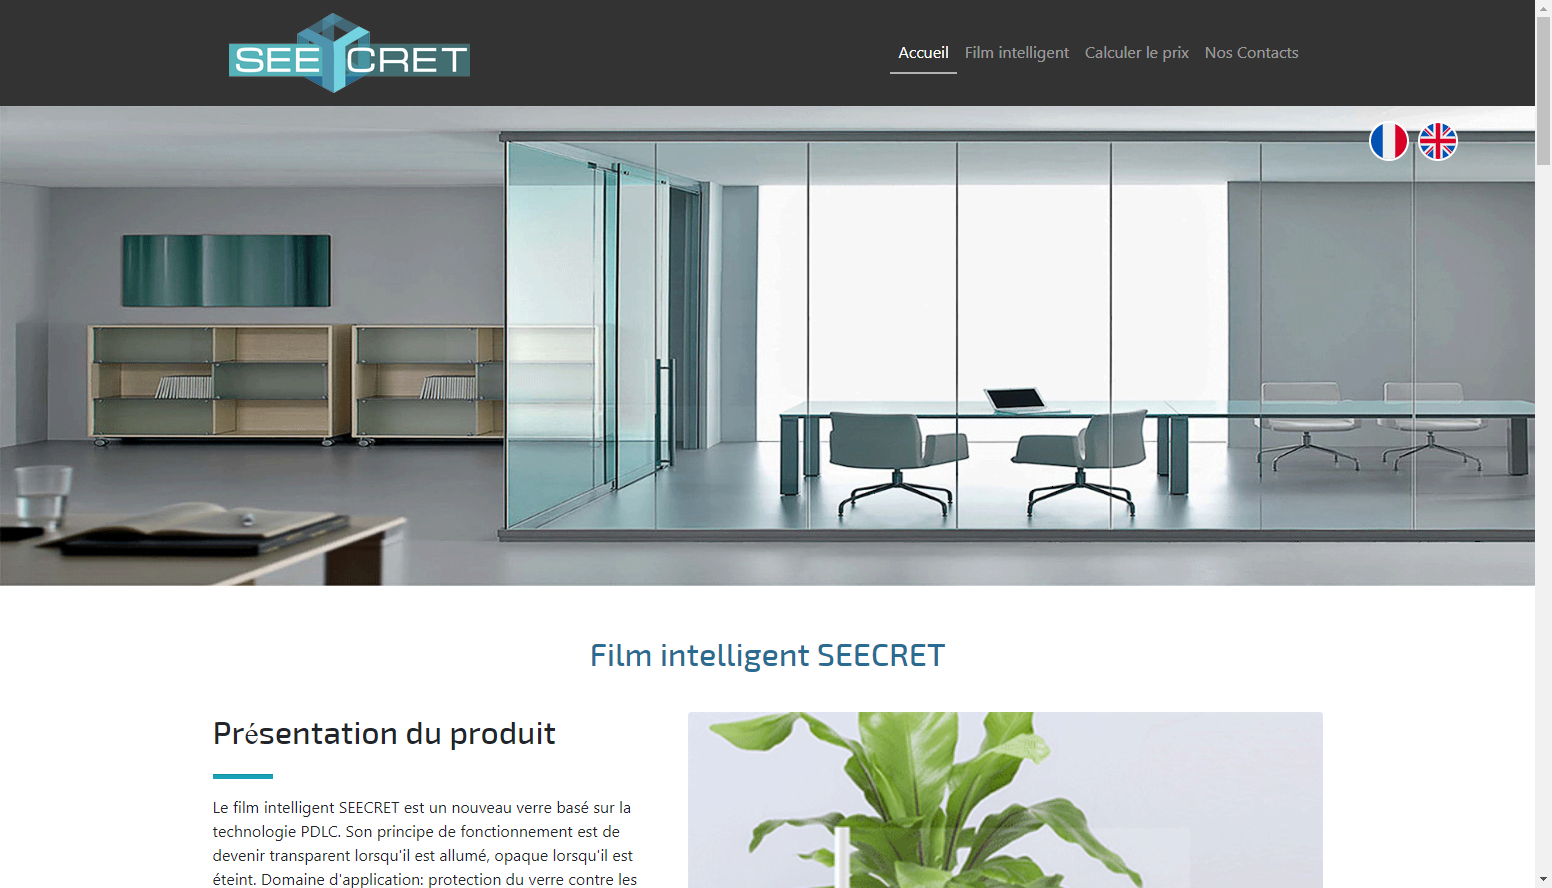 SEE CRET
Accueil Film intelligent Calculer le prix Nos Contacts
Film intelligent SEECRET
Présentation du produit
Le film intelligent SEECRET est un nouveau verre basé sur la
technologie PDLC. Son principe de fonctionnement est de
devenir transparent lorsqu'il est allumé, opaque lorsqu'il est
éteint. Domaine d'application: protection du verre contre les